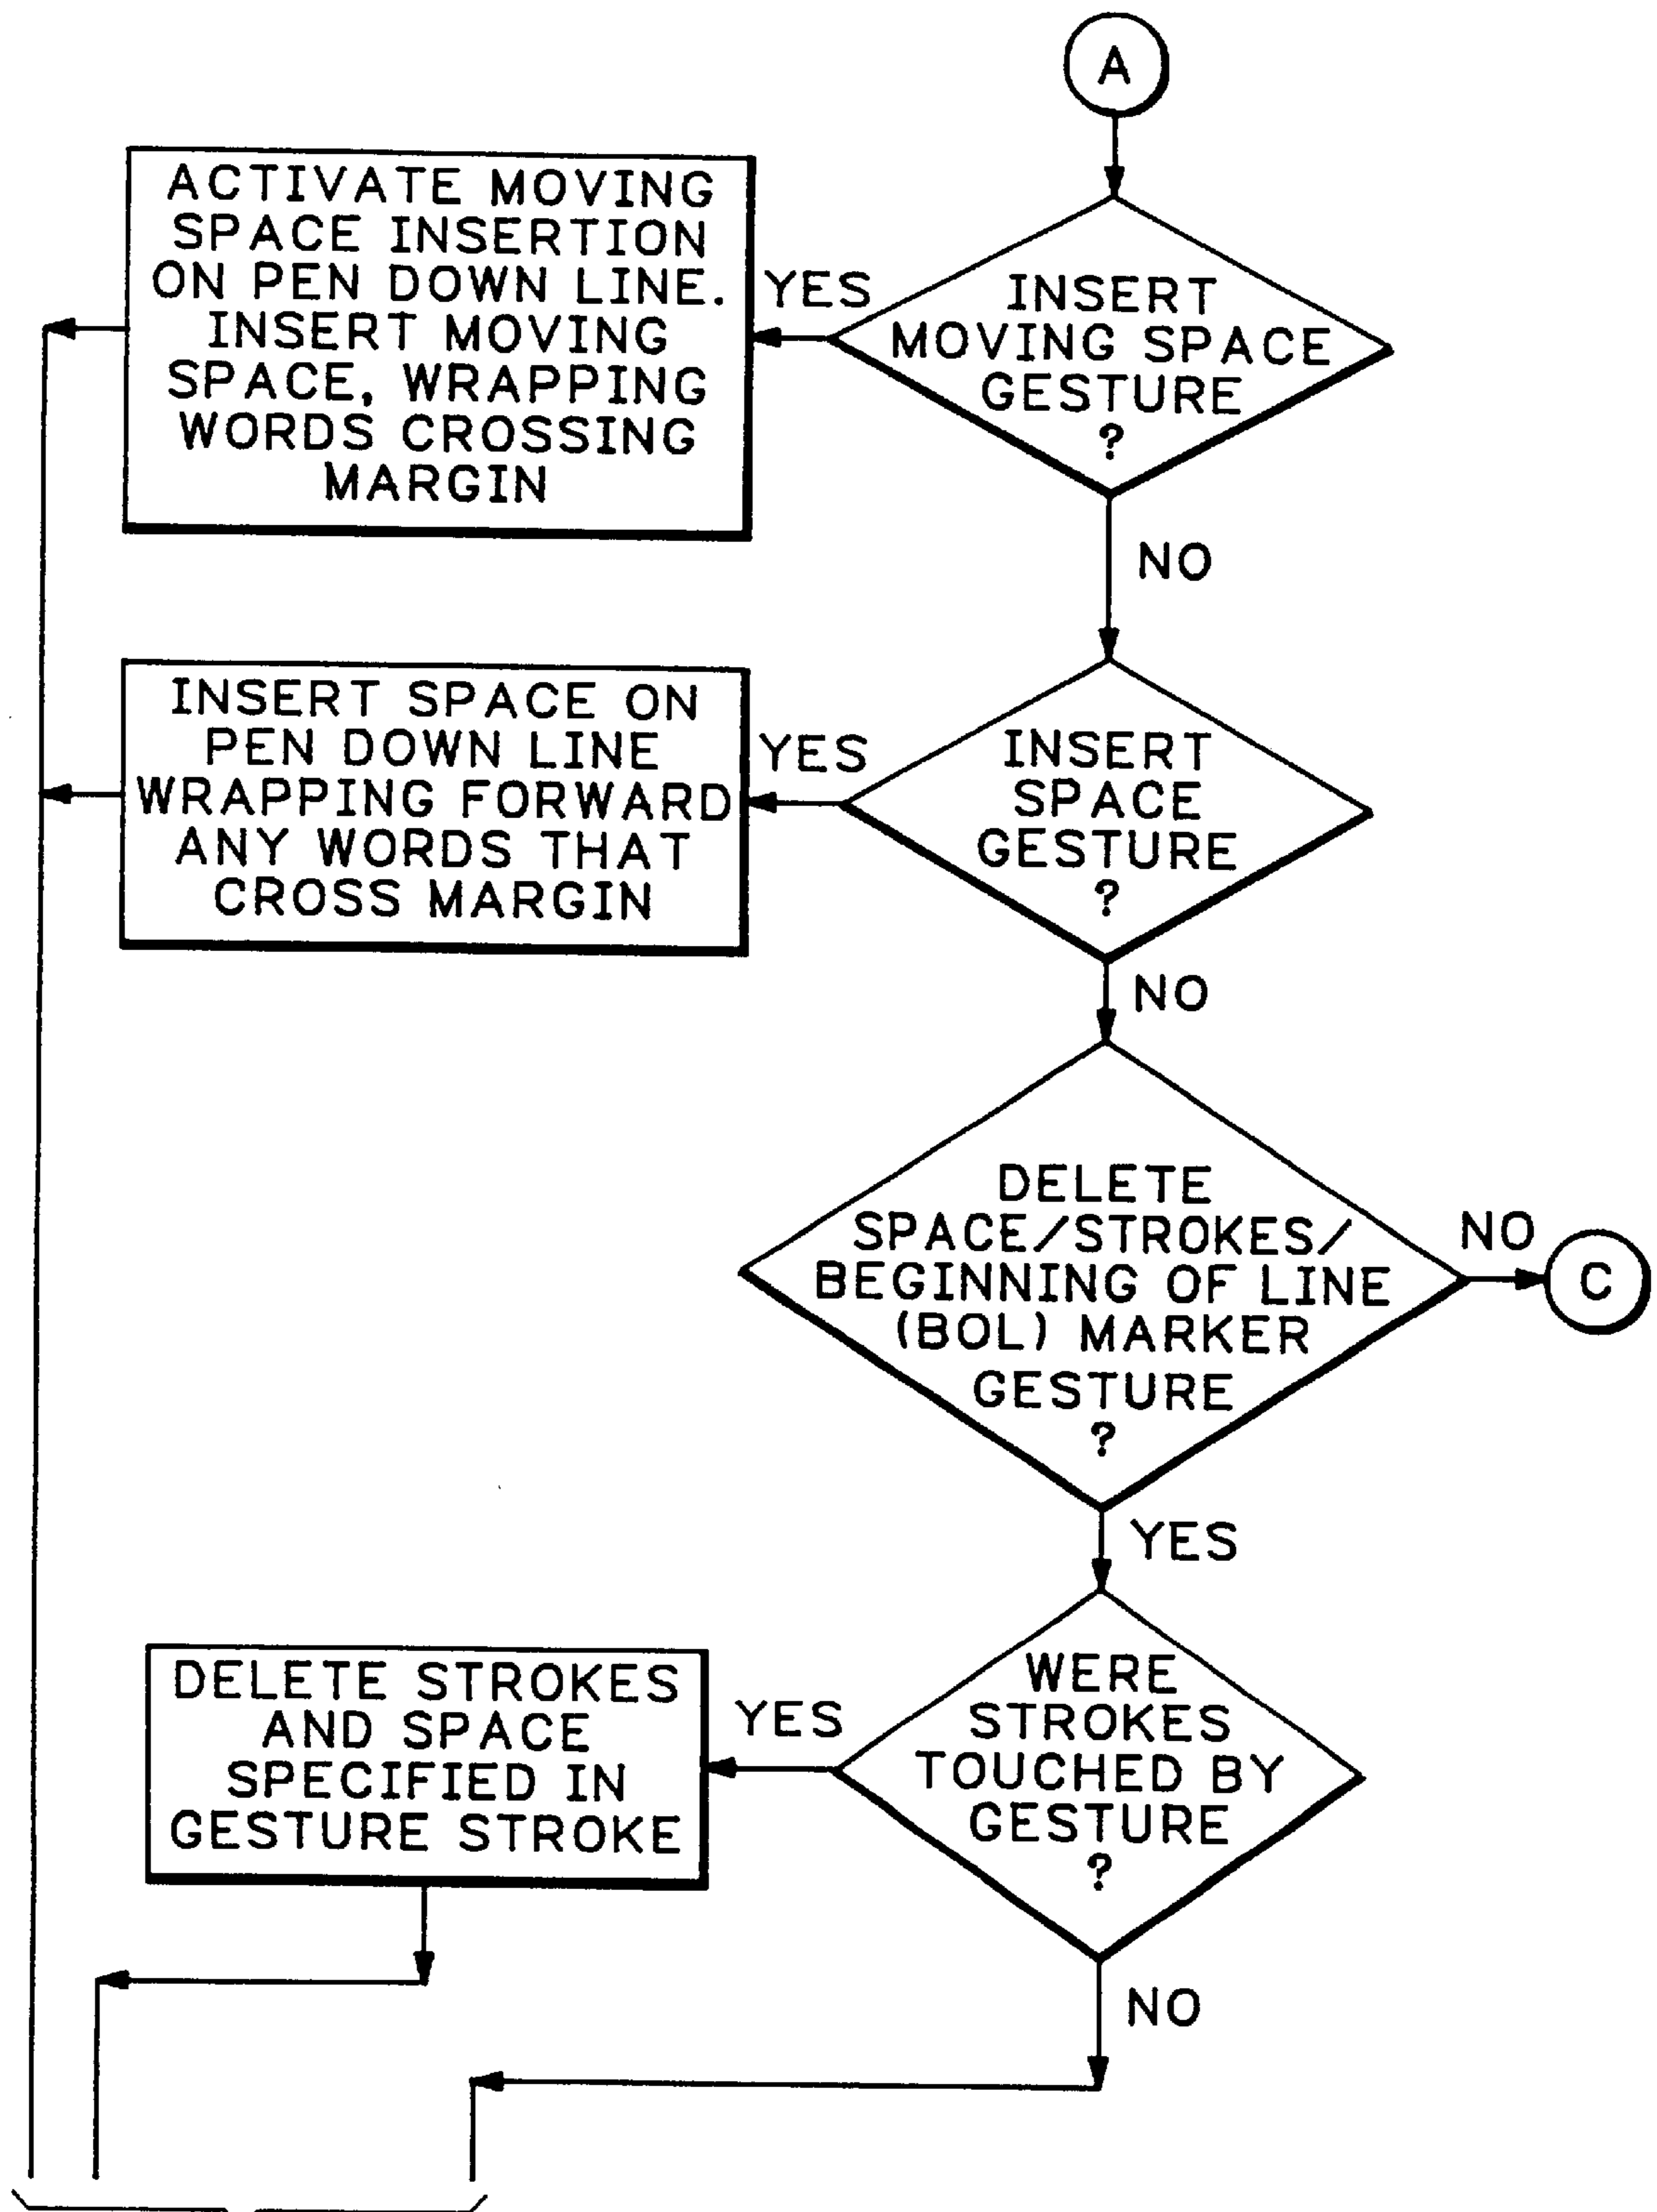 A
ACTIVATE MOVING
SPACE INSERTION
ON PEN DOWN LINE.
INSERT MOVING
SPACE, WRAPPING
WORDS CROSSING
MARGIN
YES
INSERT
MOVING SPACE
GESTURE
?
NO
INSERT SPACE ON
PEN DOWN LINE
WRAPPING FORWARD
ANY WORDS THAT
CROSS MARGIN
YES
INSERT
SPACE
GESTURE
?
NO
DELETE
SPACE/STROKES/
BEGINNING OF LINE
(BOL) MARKER
GESTURE
?
NO
C
YES
DELETE STROKES
AND SPACE
SPECIFIED IN
GESTURE STROKE
YES
WERE
STROKES
TOUCHED BY
GESTURE
?
NO